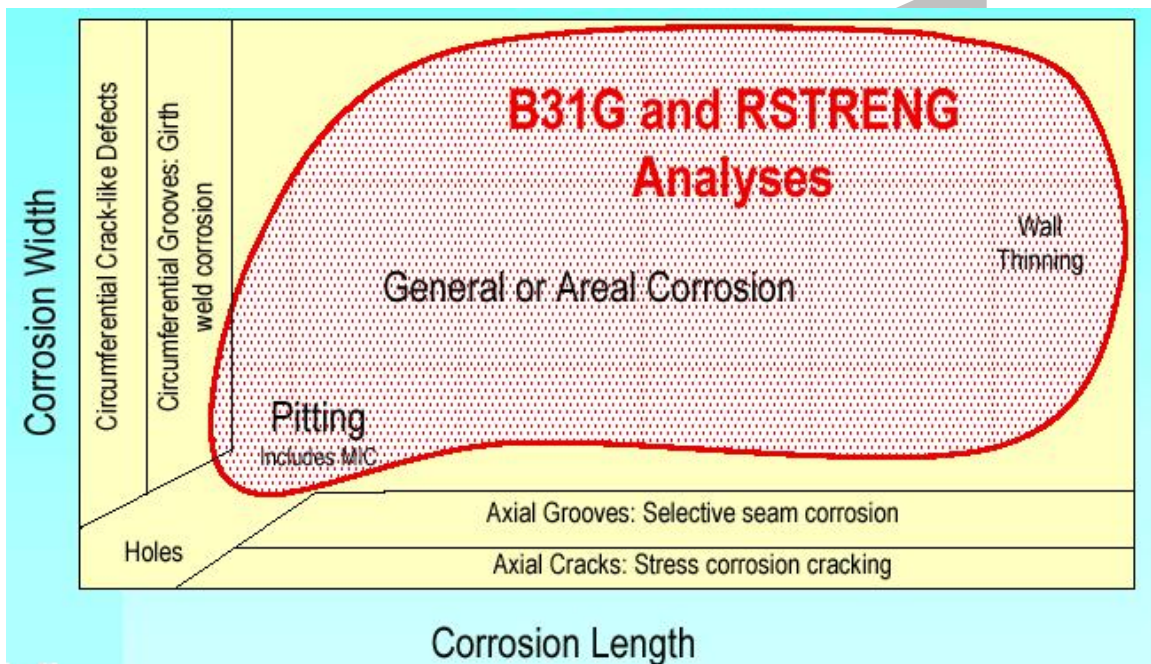 Corrosion Width
Circumferential Crack-like Defects
Circumferential Grooves: Girth
weld corrosion
B31G and RSTRENG
Analyses
Wall
Thinning
General or Areal Corrosion
Pitting
Includes MIC
Axial Grooves: Selective seam corrosion
Holes
Axial Cracks: Stress corrosion cracking
Corrosion Length